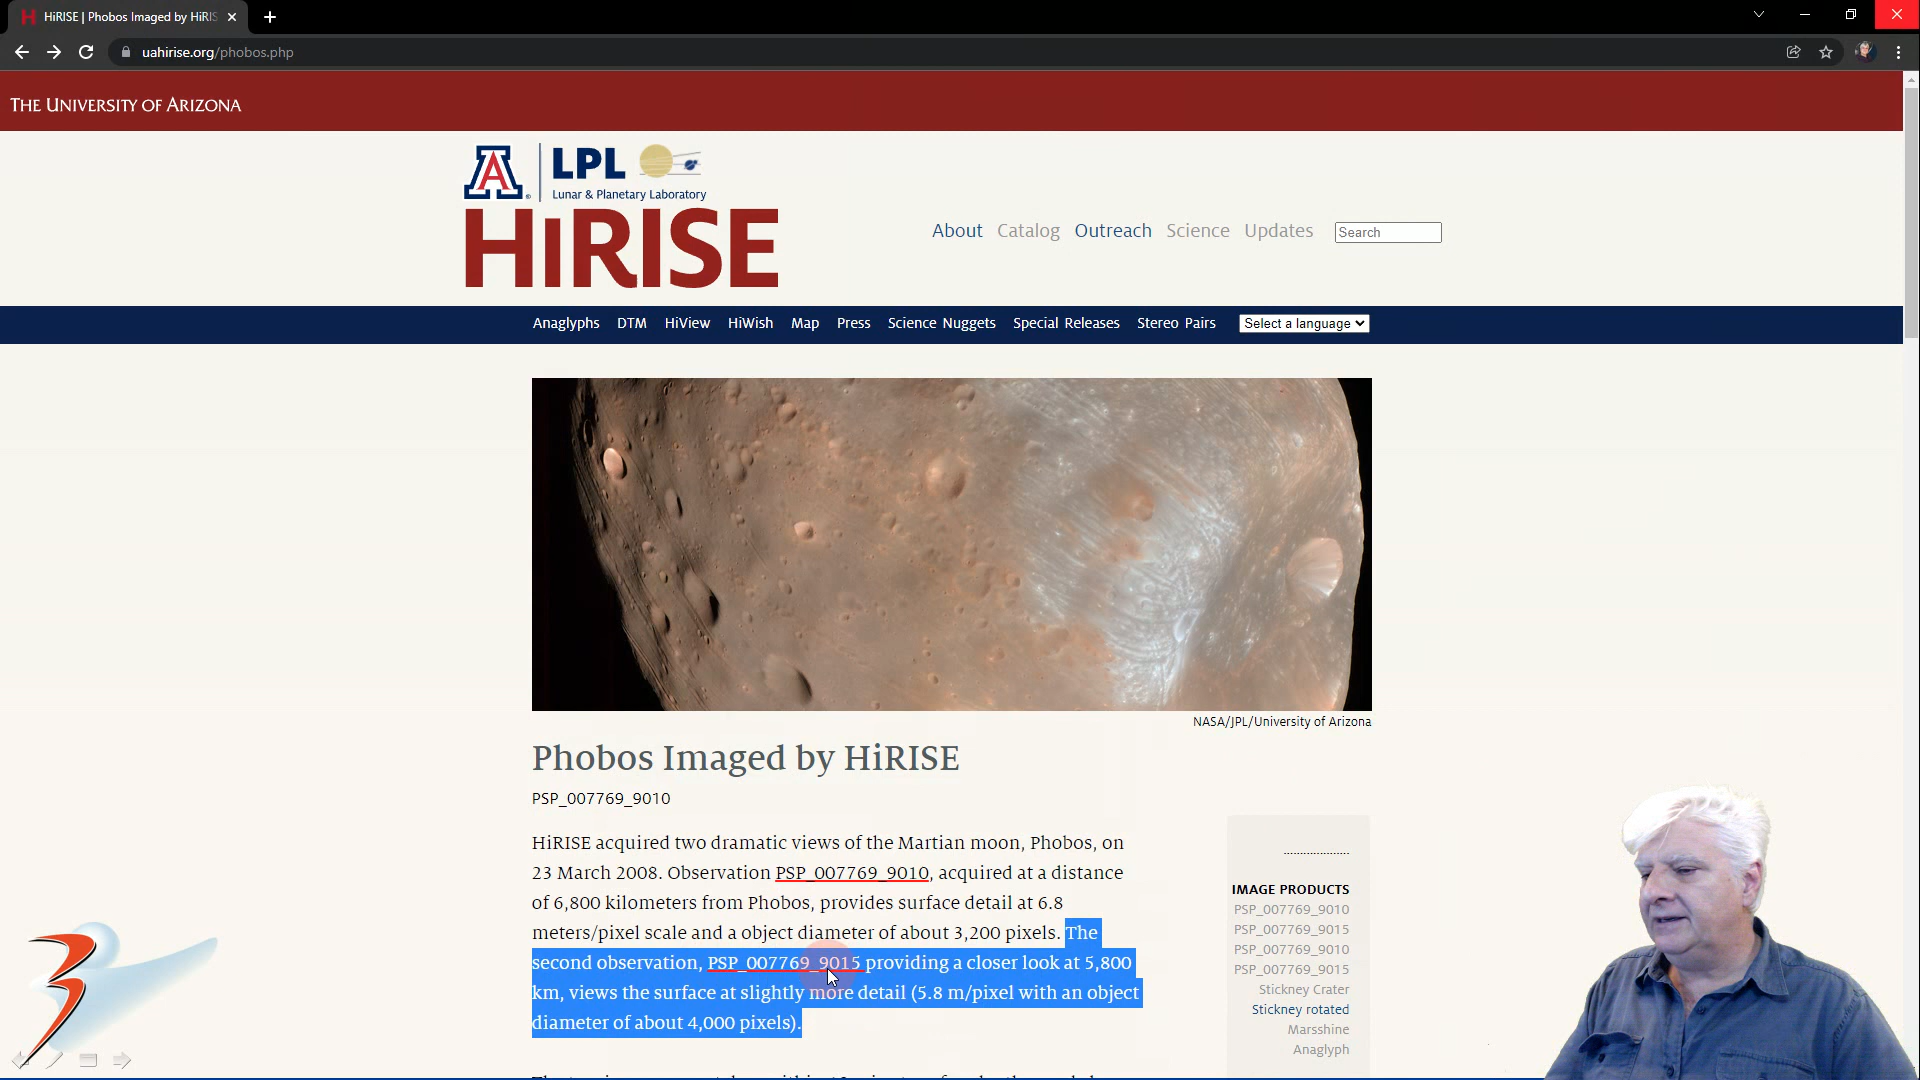 HiRISE | Phobos Imaged by HiRIS
uahirise.org/phobos.php
THE UNIVERSITY OF ARIZONA
A LPL
Lunar & Planetary Laboratory
HiRISE
About Catalog Outreach Science Updates Search
Anaglyphs DTM HiView HiWish Map Press Science Nuggets Special Releases Stereo Pairs Select a language
NASA/JPL/University of Arizona
Phobos Imaged by HiRISE
PSP_007769_9010
HiRISE acquired two dramatic views of the Martian moon, Phobos, on
23 March 2008. Observation PSP_007769_9010, acquired at a distance
of 6,800 kilometers from Phobos, provides surface detail at 6.8
meters/pixel scale and a object diameter of about 3,200 pixels. The
second observation, PSP_007769_9015 providing a closer look at 5,800
km, views the surface at slightly more detail (5.8 m/pixel with an object
diameter of about 4,000 pixels).
IMAGE PRODUCTS
PSP_007769_9010
PSP_007769_9015
PSP_007769_9010
PSP_007769_9015
Stickney Crater
Stickney rotated
Marsshine
Anaglyph